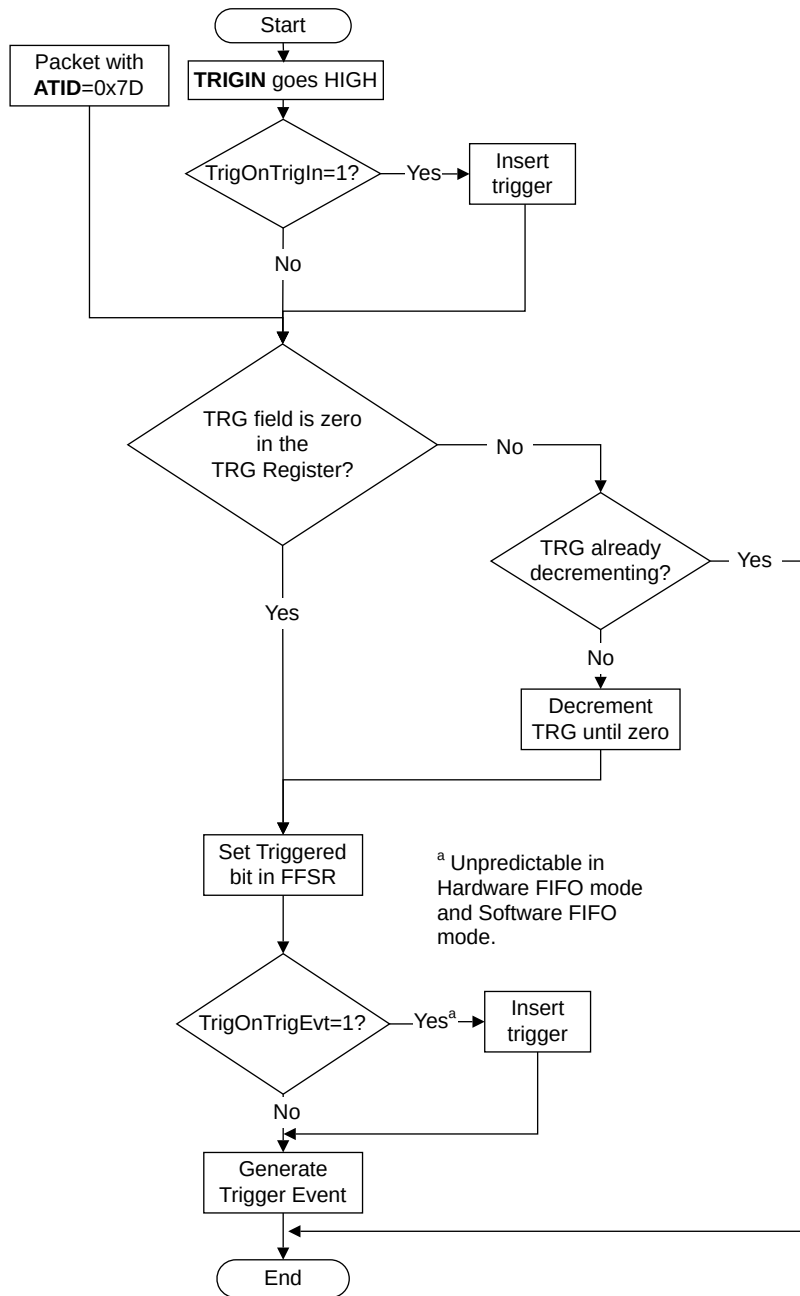 Start
Packet with
ATID=0x7D
TRIGIN goes HIGH
TrigOnTrigIn=1?
Yes
Insert
trigger
No
TRG field is zero
in the
TRG Register?
No
TRG already
decrementing?
Yes
Yes
No
Decrement
TRG until zero
Set Triggered
bit in FFSR
a Unpredictable in
Hardware FIFO mode
and Software FIFO
mode.
TrigOnTrigEvt=1?
Yesa
Insert
trigger
No
Generate
Trigger Event
End